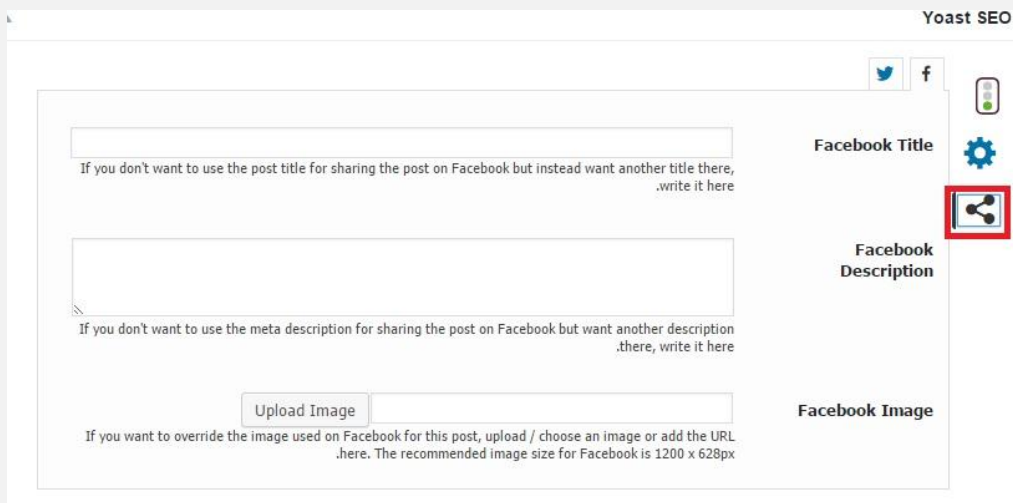 Yoast SEO
Facebook Title
If you don't want to use the post title for sharing the post on Facebook but instead want another title there,
.write it here
Facebook
Description
If you don't want to use the meta description for sharing the post on Facebook but want another description
.there, write it here
Facebook Image
Upload Image
If you want to override the image used on Facebook for this post, upload / choose an image or add the URL
.here. The recommended image size for Facebook is 1200 x 628px